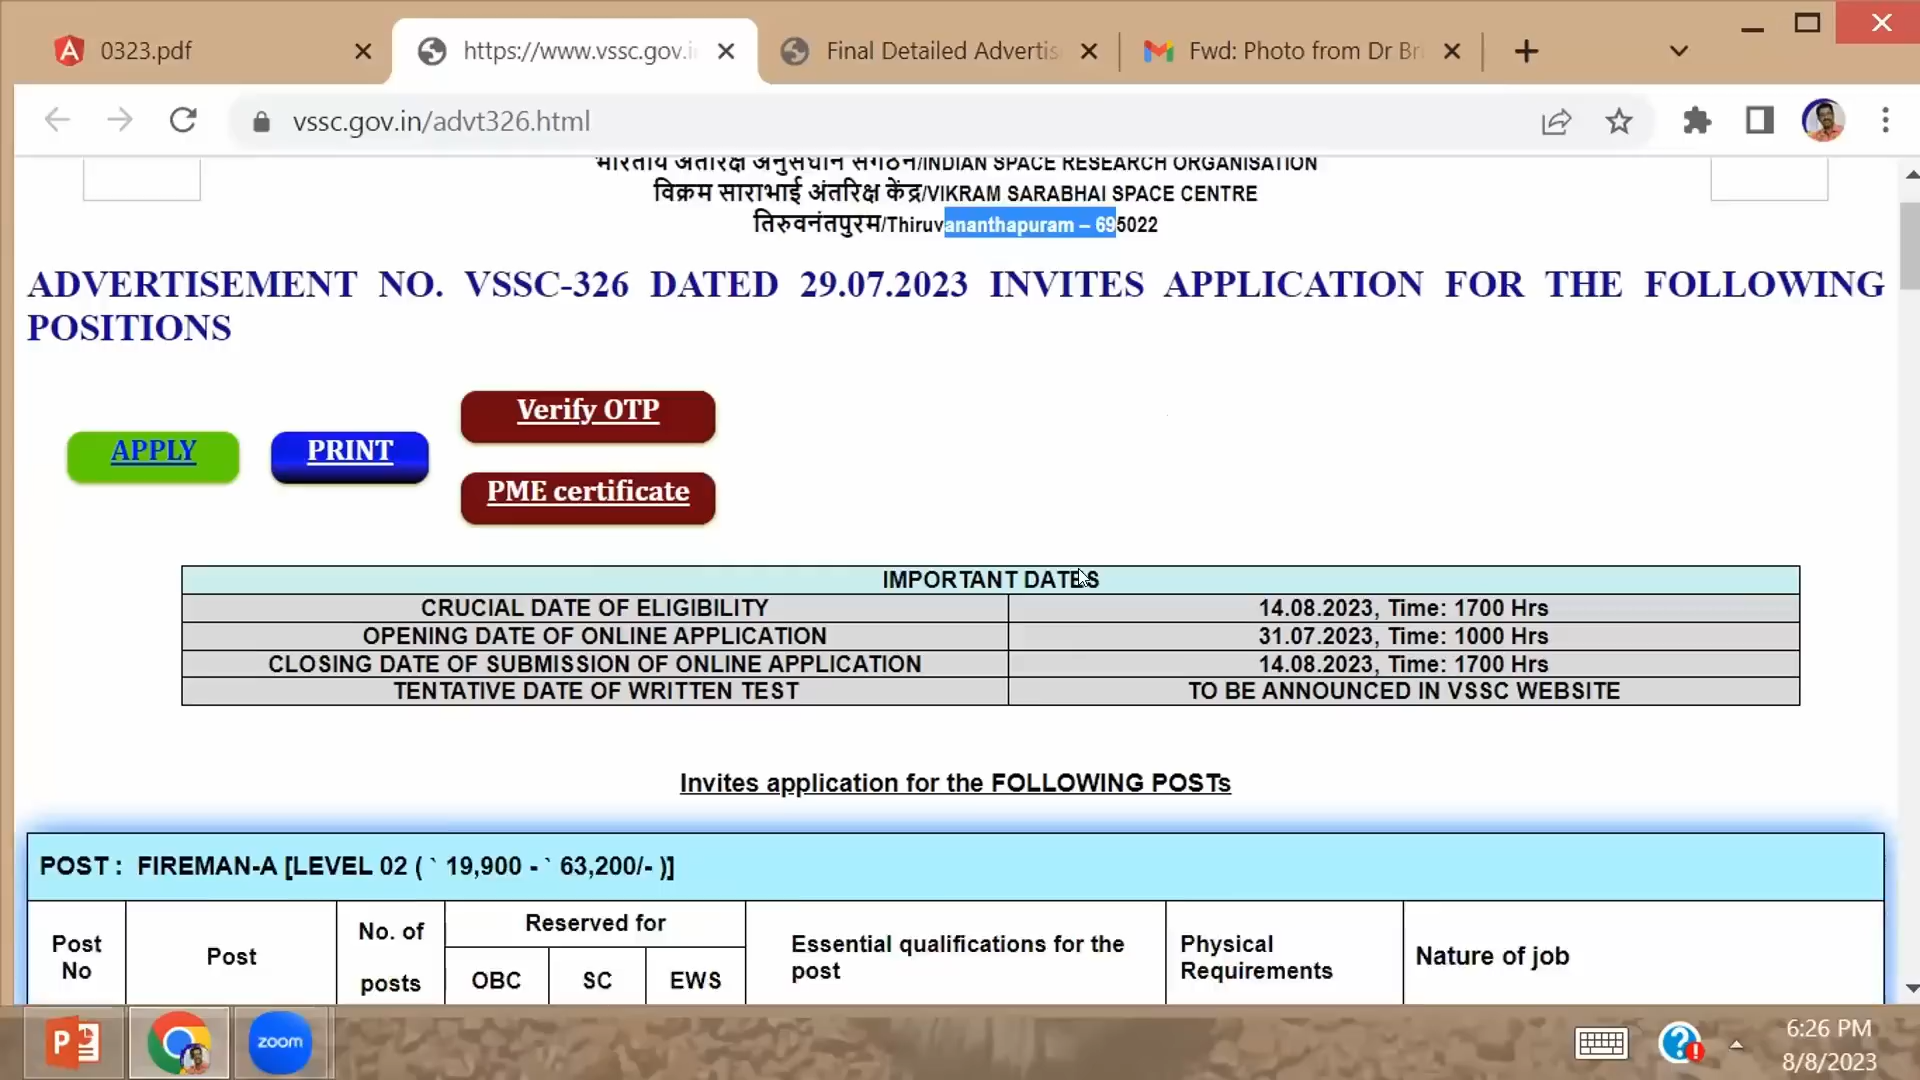 0323.pdf
https://www.vssc.gov.i
Final Detailed Advertis
Fwd: Photo from Dr Bri
vssc.gov.in/advt326.html
भारतीय अंतरिक्ष अनुसंधान संगठन/INDIAN SPACE RESEARCH ORGANISATION
विक्रम साराभाई अंतरिक्ष केंद्र/VIKRAM SARABHAI SPACE CENTRE
तिरुवनंतपुरम/Thiruvananthapuram – 695022
ADVERTISEMENT NO. VSSC-326 DATED 29.07.2023 INVITES APPLICATION FOR THE FOLLOWING
POSITIONS
Verify OTP
APPLY
PRINT
PME certificate
IMPORTANT DATES
CRUCIAL DATE OF ELIGIBILITY 14.08.2023, Time: 1700 Hrs
OPENING DATE OF ONLINE APPLICATION 31.07.2023, Time: 1000 Hrs
CLOSING DATE OF SUBMISSION OF ONLINE APPLICATION 14.08.2023, Time: 1700 Hrs
TENTATIVE DATE OF WRITTEN TEST TO BE ANNOUNCED IN VSSC WEBSITE
Invites application for the FOLLOWING POSTs
POST : FIREMAN-A [LEVEL 02 ( ` 19,900 - ` 63,200/- )]
Post
No
Post
No. of
posts
Reserved for
OBC
SC
EWS
Essential qualifications for the
post
Physical
Requirements
Nature of job
zoom
6:26 PM
8/8/2023